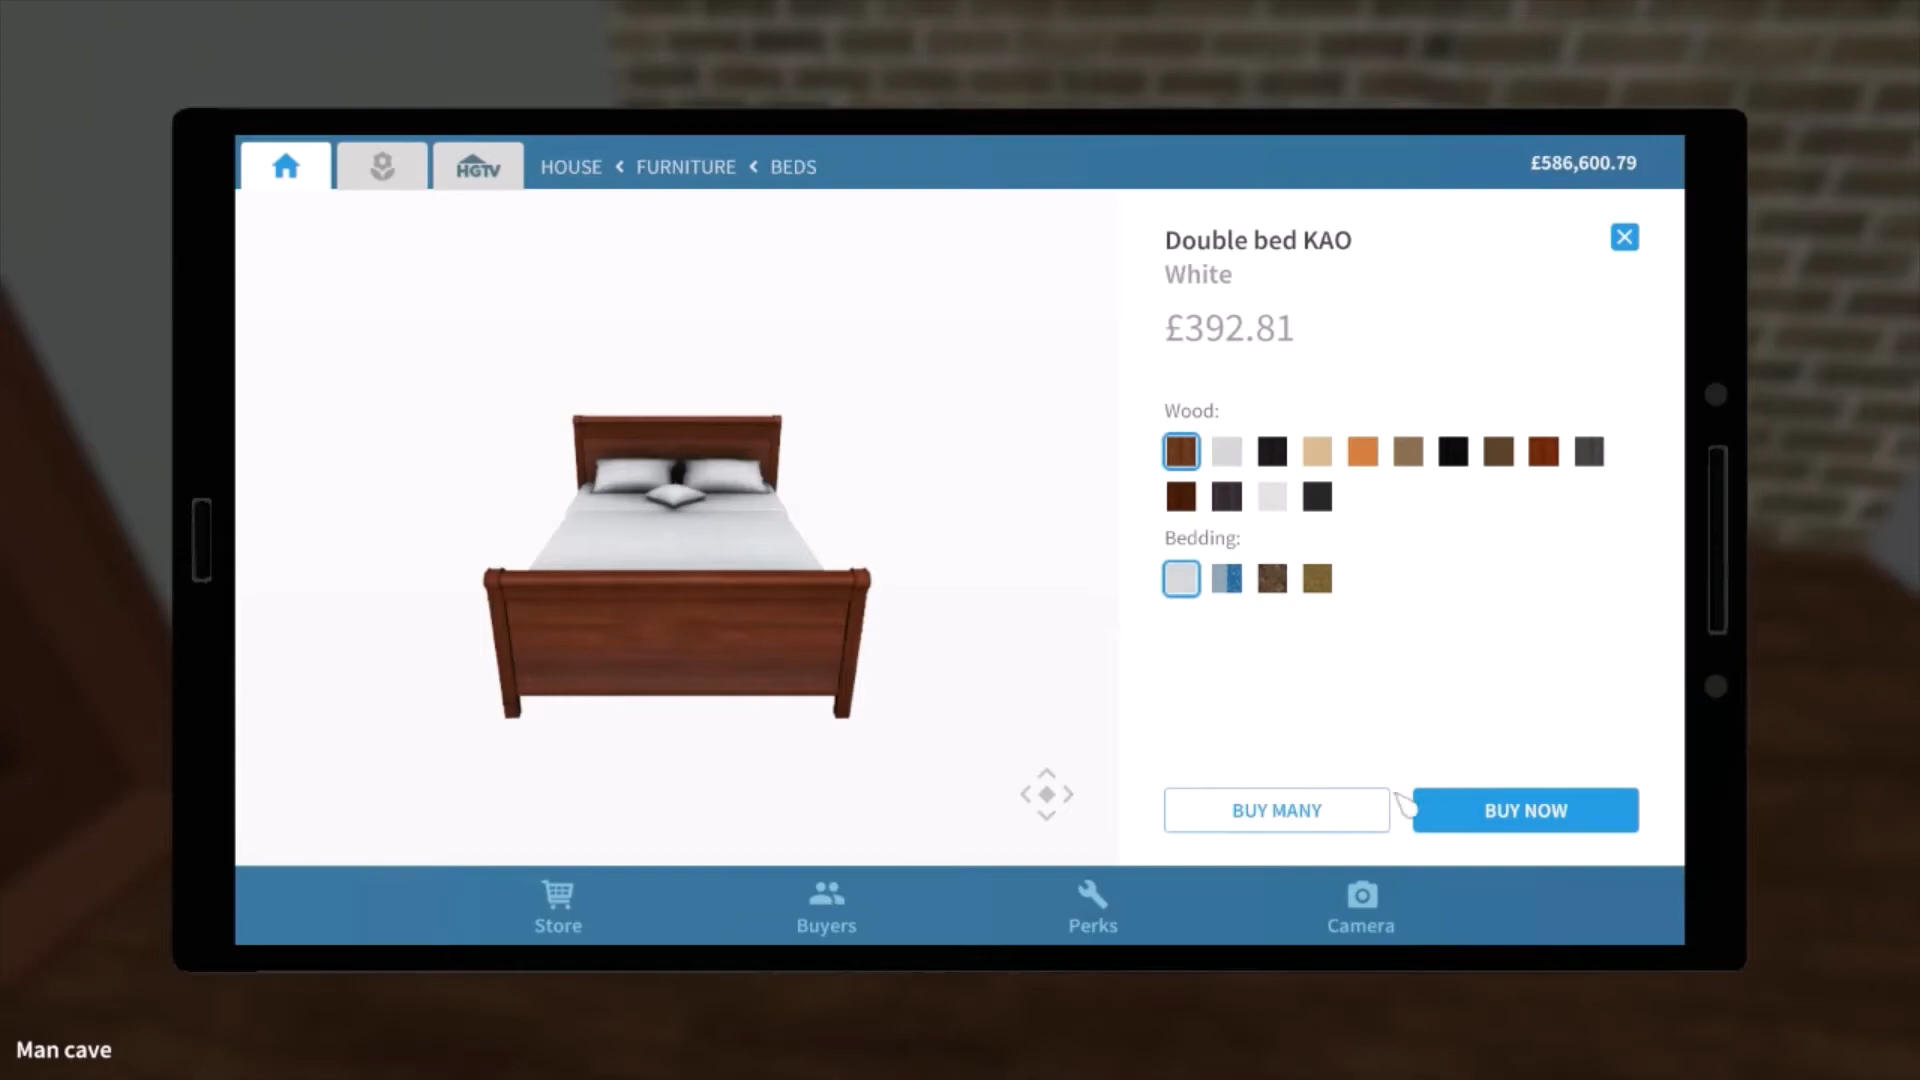 HGTV
HOUSE < FURNITURE < BEDS
£586,600.79
Double bed KAO
White
£392.81
Wood:
Bedding:
BUY MANY
BUY NOW
Store
Buyers
Perks
Camera
Man cave